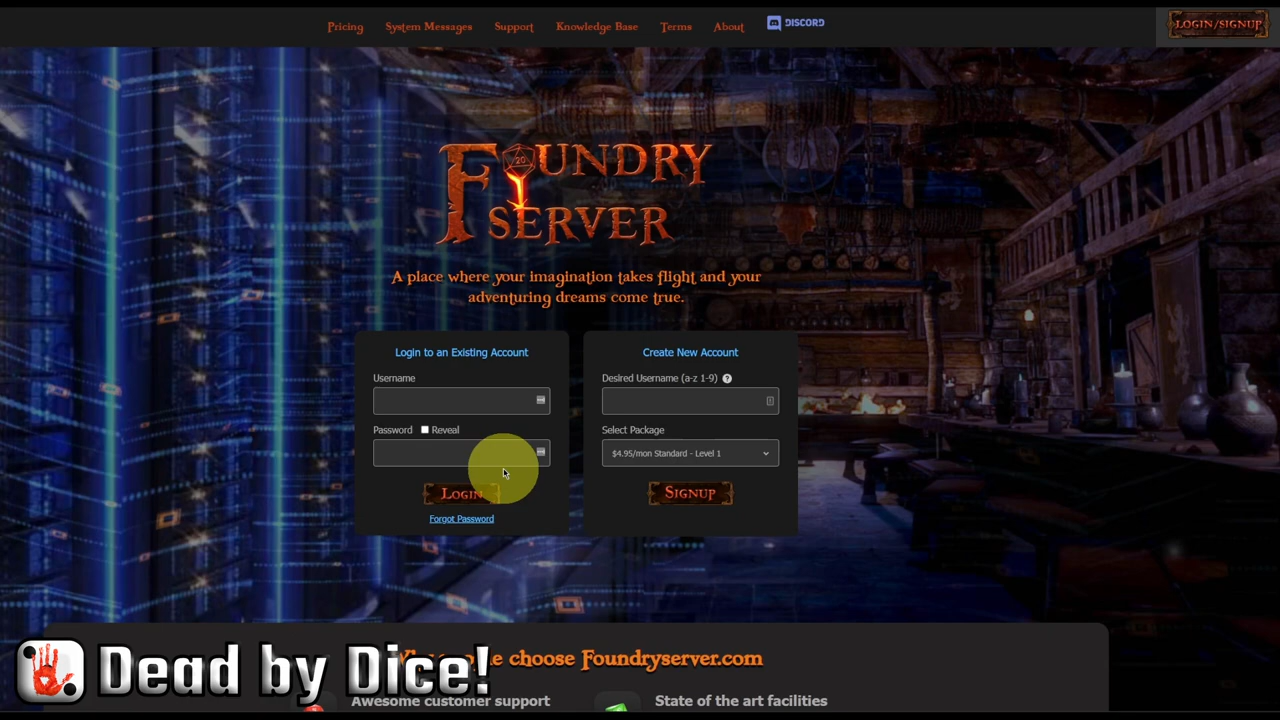 Pricing System Messages Support Knowledge Base Terms About DISCORD LOGIN/SIGNUP
FOUNDRY
20
SERVER
A place where your imagination takes flight and your
adventuring dreams come true.
Login to an Existing Account
Username
Password Reveal
LOGIN
Forgot Password
Create New Account
Desired Username (a-z 1-9) ?
Select Package
$4.95/mon Standard - Level 1
SIGNUP
choose Foundryserver.com
Dead by Dice!
Awesome customer support
State of the art facilities